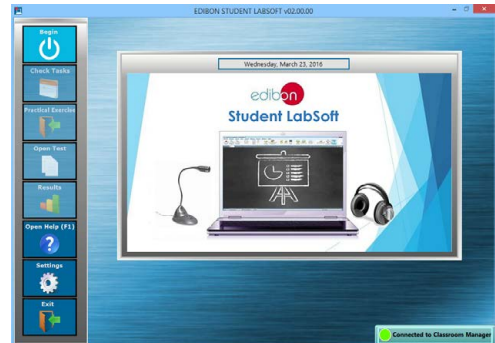 EDIBON STUDENT LABSOFT v02.00.00
Begin
Check Tasks
Practical Exercise
Open Test
Results
Open Help (F1)
Settings
Exit
Wednesday, March 23, 2016
edibon
Student LabSoft
Connected to Classroom Manager